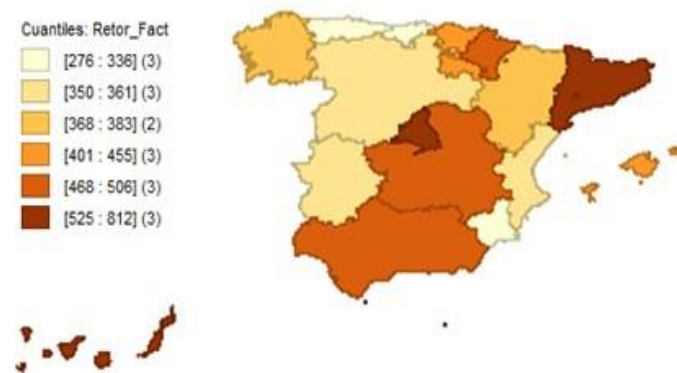 Cuantiles: Retor_Fact
[276 : 336] (3)
[350 : 361] (3)
[368 : 383] (2)
[401 : 455] (3)
[468 : 506] (3)
[525 : 812] (3)